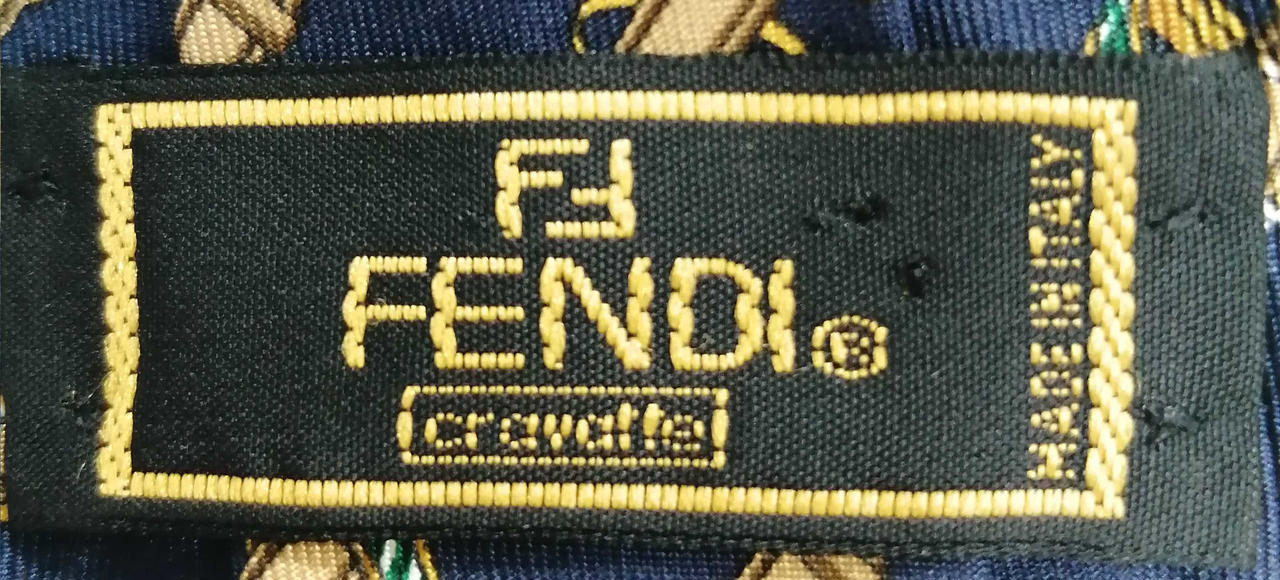 FF
FENDI®
cravatte
MADE IN ITALY